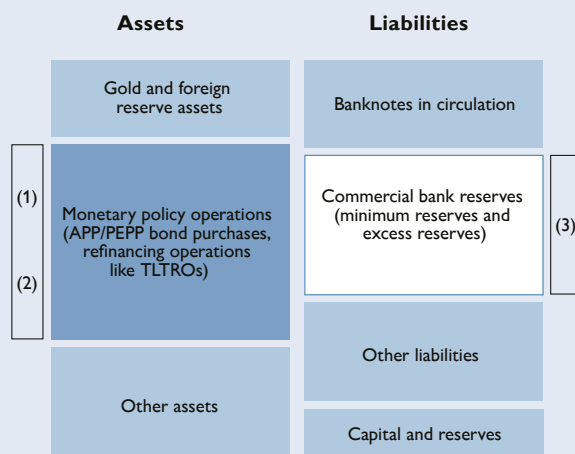 Assets
Liabilities
Gold and foreign
reserve assets
Banknotes in circulation
(1)
(2)
Monetary policy operations
(APP/PEPP bond purchases,
refinancing operations
like TLTROs)
Commercial bank reserves
(minimum reserves and
excess reserves)
(3)
Other assets
Other liabilities
Capital and reserves